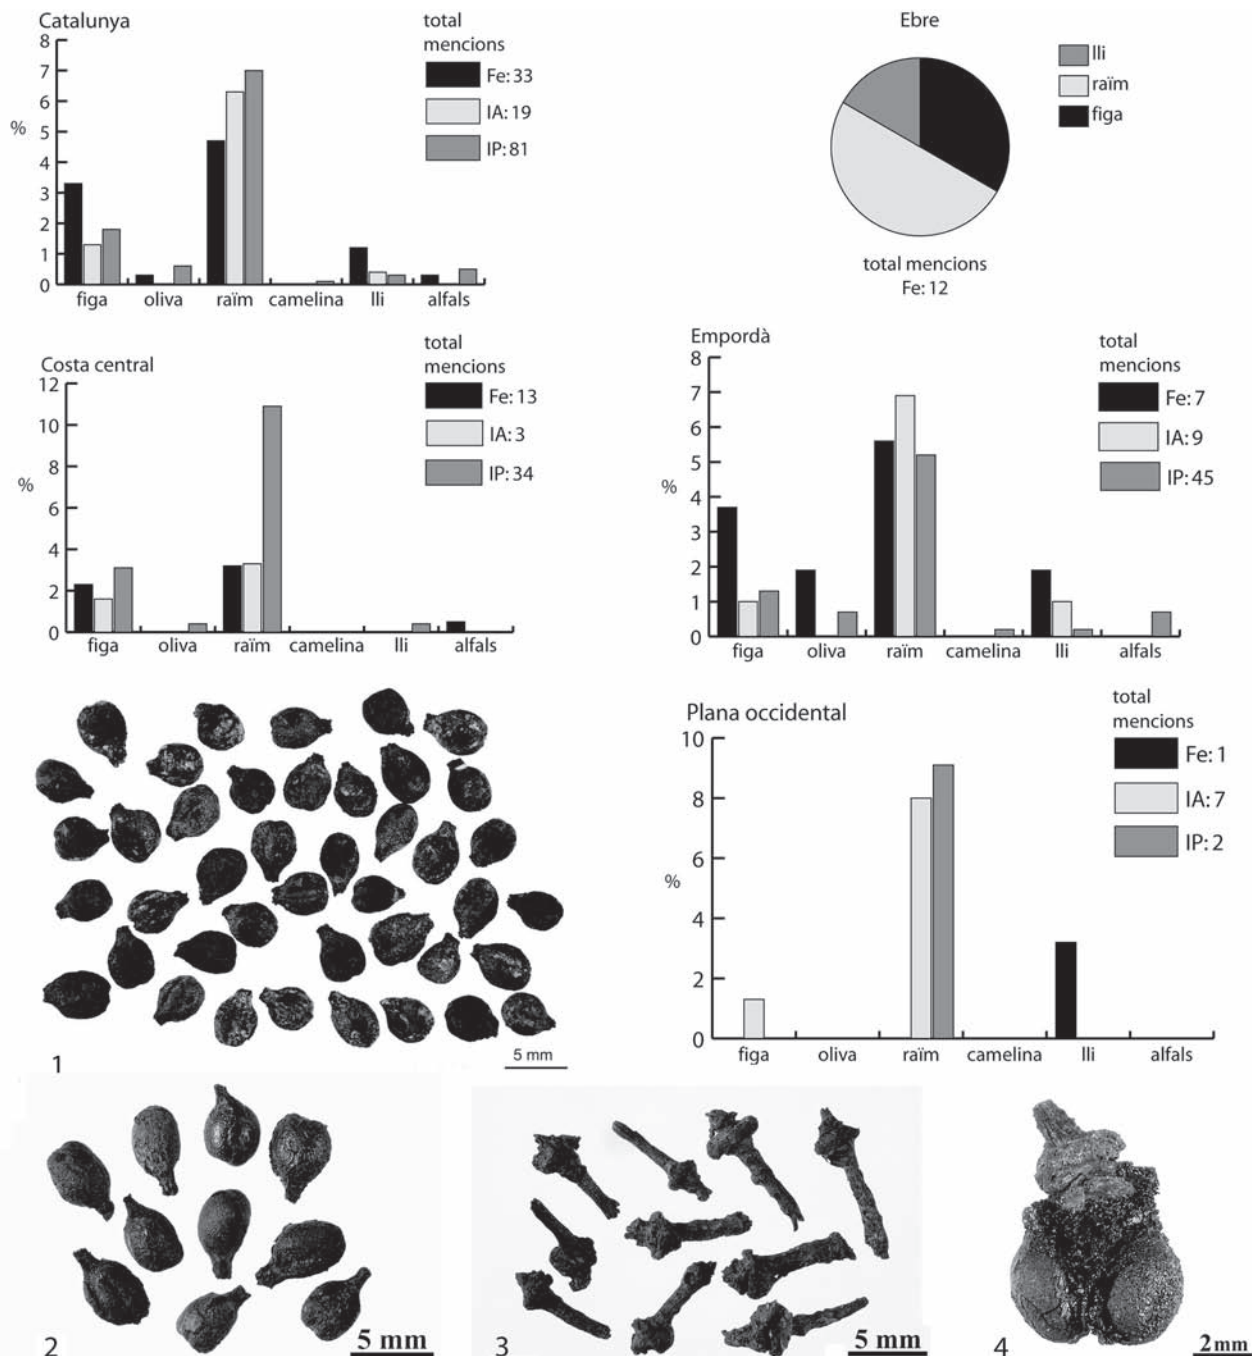 Catalunya
total
mencions
Fe: 33
IA: 19
IP: 81
8
7
6
5
4
3
2
1
0
%
figa oliva raïm camelina lli alfals
Ebre
lli
raïm
figa
total mencions
Fe: 12
Costa central
total
mencions
Fe: 13
IA: 3
IP: 34
12
10
8
6
4
2
0
%
figa oliva raïm camelina lli alfals
Empordà
total
mencions
Fe: 7
IA: 9
IP: 45
8
7
6
5
4
3
2
1
0
%
figa oliva raïm camelina lli alfals
Plana occidental
total
mencions
Fe: 1
IA: 7
IP: 2
10
8
6
4
2
0
%
figa oliva raïm camelina lli alfals
1
5 mm
2
5 mm
3
5 mm
4
2mm